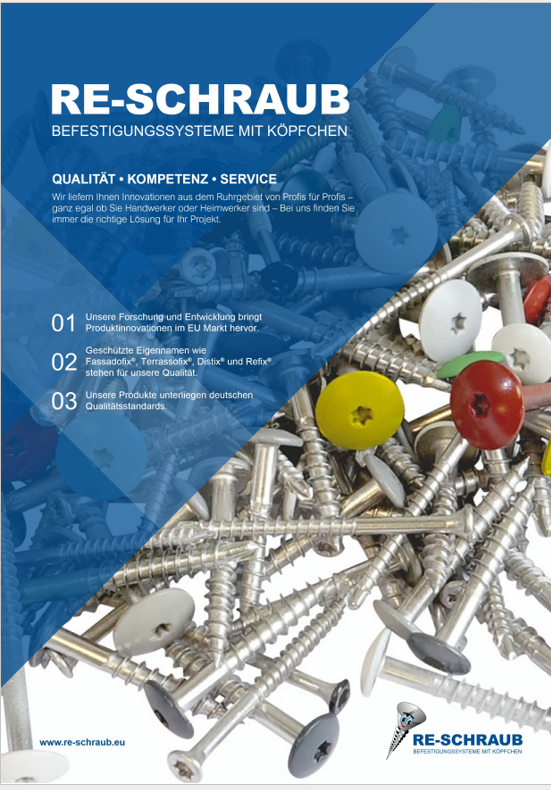 RE-SCHRAUB
BEFESTIGUNGSSYSTEME MIT KÖPFCHEN
QUALITÄT • KOMPETENZ • SERVICE
Wir liefern Ihnen Innovationen aus dem Ruhrgebiet von Profis für Profis –
ganz egal ob Sie Handwerker oder Heimwerker sind – Bei uns finden Sie
immer die richtige Lösung für Ihr Projekt.
01 Unsere Forschung und Entwicklung bringt
Produktinnovationen im EU Markt hervor.
02 Geschützte Eigennamen wie
Fassadofix®, Terrassofix®, Distix® und Refix®
stehen für unsere Qualität.
03 Unsere Produkte unterliegen deutschen
Qualitätsstandards.
www.re-schraub.eu
RE-SCHRAUB
BEFESTIGUNGSSYSTEME MIT KÖPFCHEN